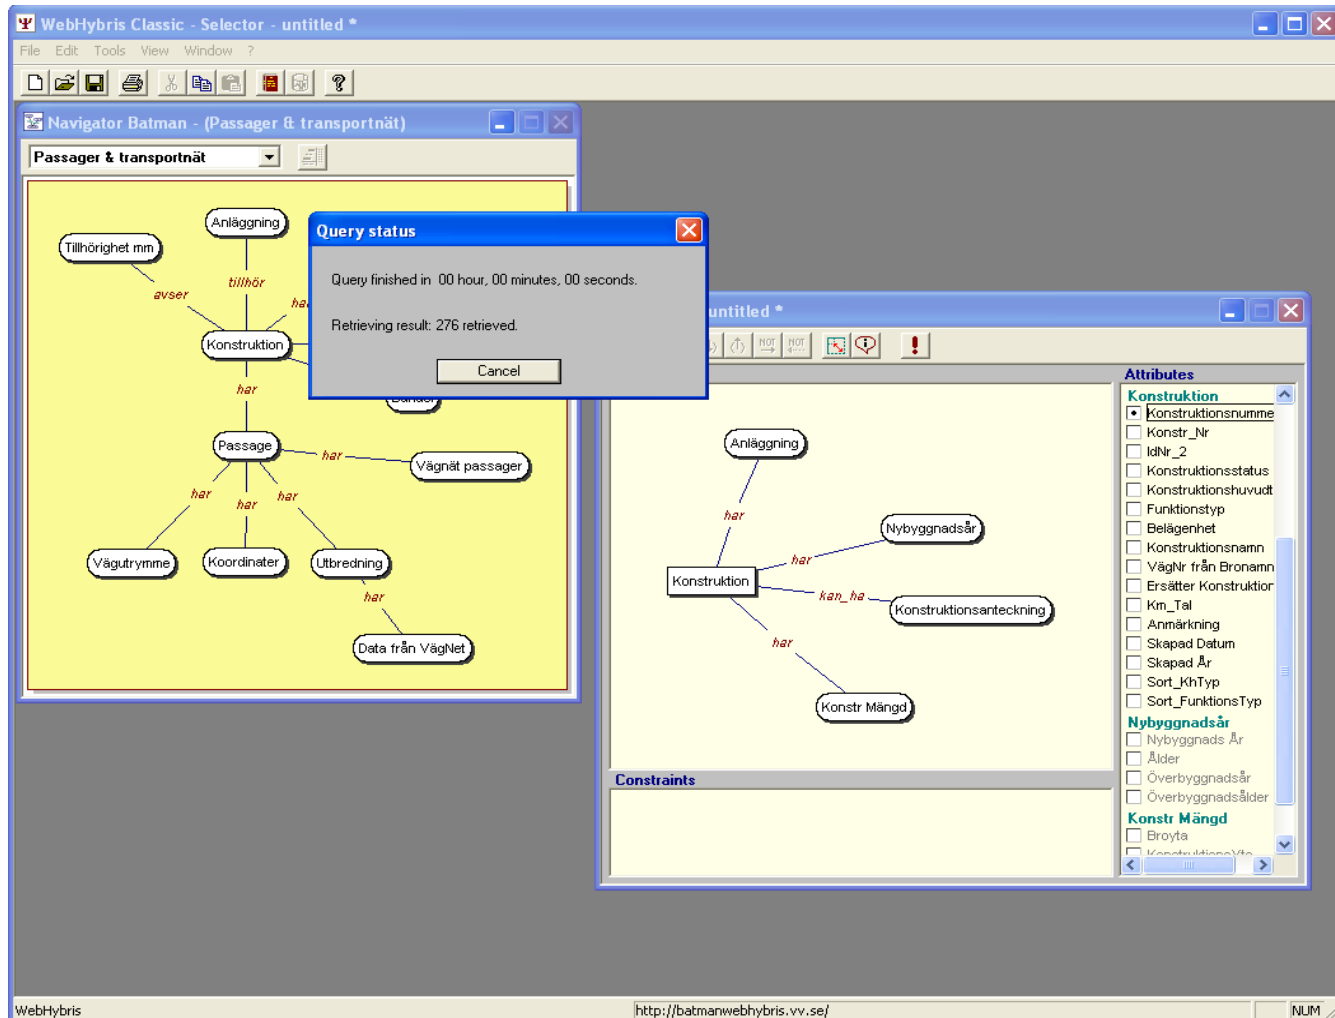 WebHybris Classic - Selector - untitled *
File Edit Tools View Window ?
Navigator Batman - (Passager & transportnät)
Passager & transportnät
Anläggning
Tillhörighet mm
tillhör
avser
Konstruktion
har
Passage
har
Vägnät passager
har
har
har
Vägutrymme
Koordinater
Utbredning
har
Data från VägNet
Query status
Query finished in 00 hour, 00 minutes, 00 seconds.
Retrieving result: 276 retrieved.
Cancel
untitled *
NOT
NOT
Anläggning
har
Nybyggnadsår
har
Konstruktion
kan_ha
Konstruktionsanteckning
har
Konstr Mängd
Constraints
Attributes
Konstruktion
Konstruktionsnumme
Konstr_Nr
IdNr_2
Konstruktionsstatus
Konstruktionshuvudt
Funktionstyp
Belägenhet
Konstruktionsnamn
VägNr från Bronamn
Ersätter Konstruktion
Km_Tal
Anmärkning
Skapad Datum
Skapad År
Sort_KhTyp
Sort_FunktionsTyp
Nybyggnadsår
Nybyggnads År
Ålder
Överbyggnadsår
Överbyggnadsålder
Konstr Mängd
Broyta
WebHybris
http://batmanwebhybris.vv.se/
NUM